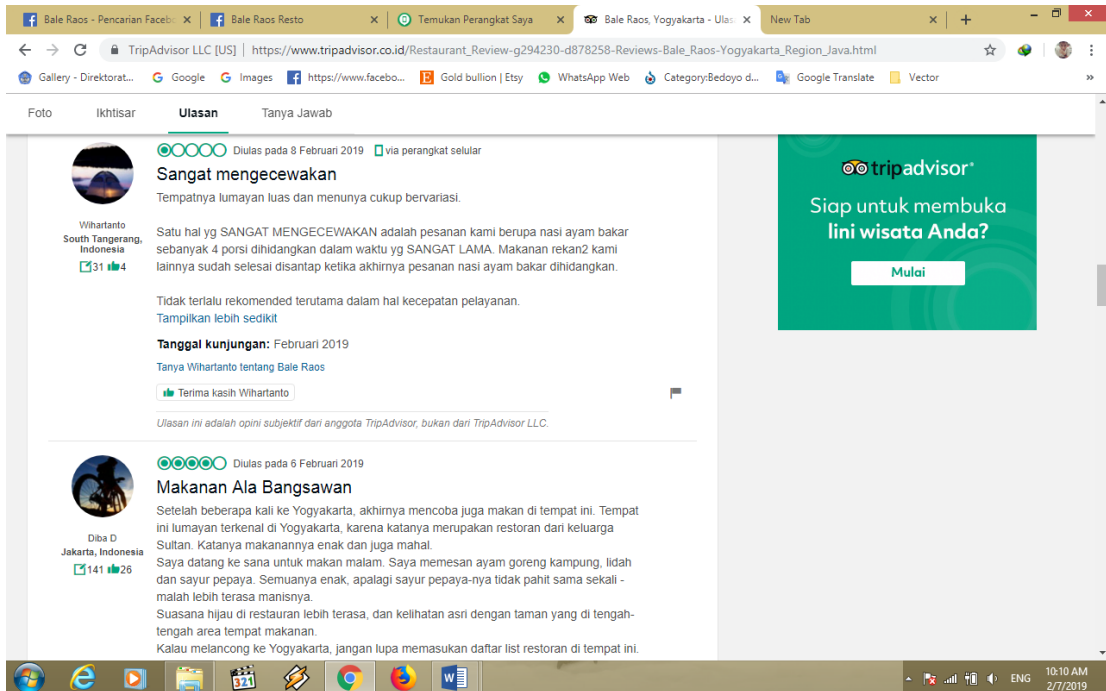 Bale Raos - Pencarian Facebo
Bale Raos Resto
Temukan Perangkat Saya
Bale Raos, Yogyakarta - Ulas
New Tab
TripAdvisor LLC [US] | https://www.tripadvisor.co.id/Restaurant_Review-g294230-d878258-Reviews-Bale_Raos-Yogyakarta_Region_Java.html
Gallery - Direktorat...
Google
Images
https://www.facebo...
Gold bullion | Etsy
WhatsApp Web
Category:Bedoyo d...
Google Translate
Vector
Foto
Ikhtisar
Ulasan
Tanya Jawab
Diulas pada 8 Februari 2019 via perangkat selular
Sangat mengecewakan
Tempatnya lumayan luas dan menunya cukup bervariasi.
Wihartanto
South Tangerang,
Indonesia
31 4
Satu hal yg SANGAT MENGECEWAKAN adalah pesanan kami berupa nasi ayam bakar
sebanyak 4 porsi dihidangkan dalam waktu yg SANGAT LAMA. Makanan rekan2 kami
lainnya sudah selesai disantap ketika akhirnya pesanan nasi ayam bakar dihidangkan.
Tidak terlalu rekomended terutama dalam hal kecepatan pelayanan.
Tampilkan lebih sedikit
Tanggal kunjungan: Februari 2019
Tanya Wihartanto tentang Bale Raos
Terima kasih Wihartanto
Ulasan ini adalah opini subjektif dari anggota TripAdvisor, bukan dari TripAdvisor LLC.
Diulas pada 6 Februari 2019
Makanan Ala Bangsawan
Diba D
Jakarta, Indonesia
141 26
Setelah beberapa kali ke Yogyakarta, akhirnya mencoba juga makan di tempat ini. Tempat
ini lumayan terkenal di Yogyakarta, karena katanya merupakan restoran dari keluarga
Sultan. Katanya makanannya enak dan juga mahal.
Saya datang ke sana untuk makan malam. Saya memesan ayam goreng kampung, lidah
dan sayur pepaya. Semuanya enak, apalagi sayur pepaya-nya tidak pahit sama sekali -
malah lebih terasa manisnya.
Suasana hijau di restauran lebih terasa, dan kelihatan asri dengan taman yang di tengah-
tengah area tempat makanan.
Kalau melancong ke Yogyakarta, jangan lupa memasukan daftar list restoran di tempat ini.
tripadvisor
Siap untuk membuka
lini wisata Anda?
Mulai
321
ENG
10:10 AM
2/7/2019